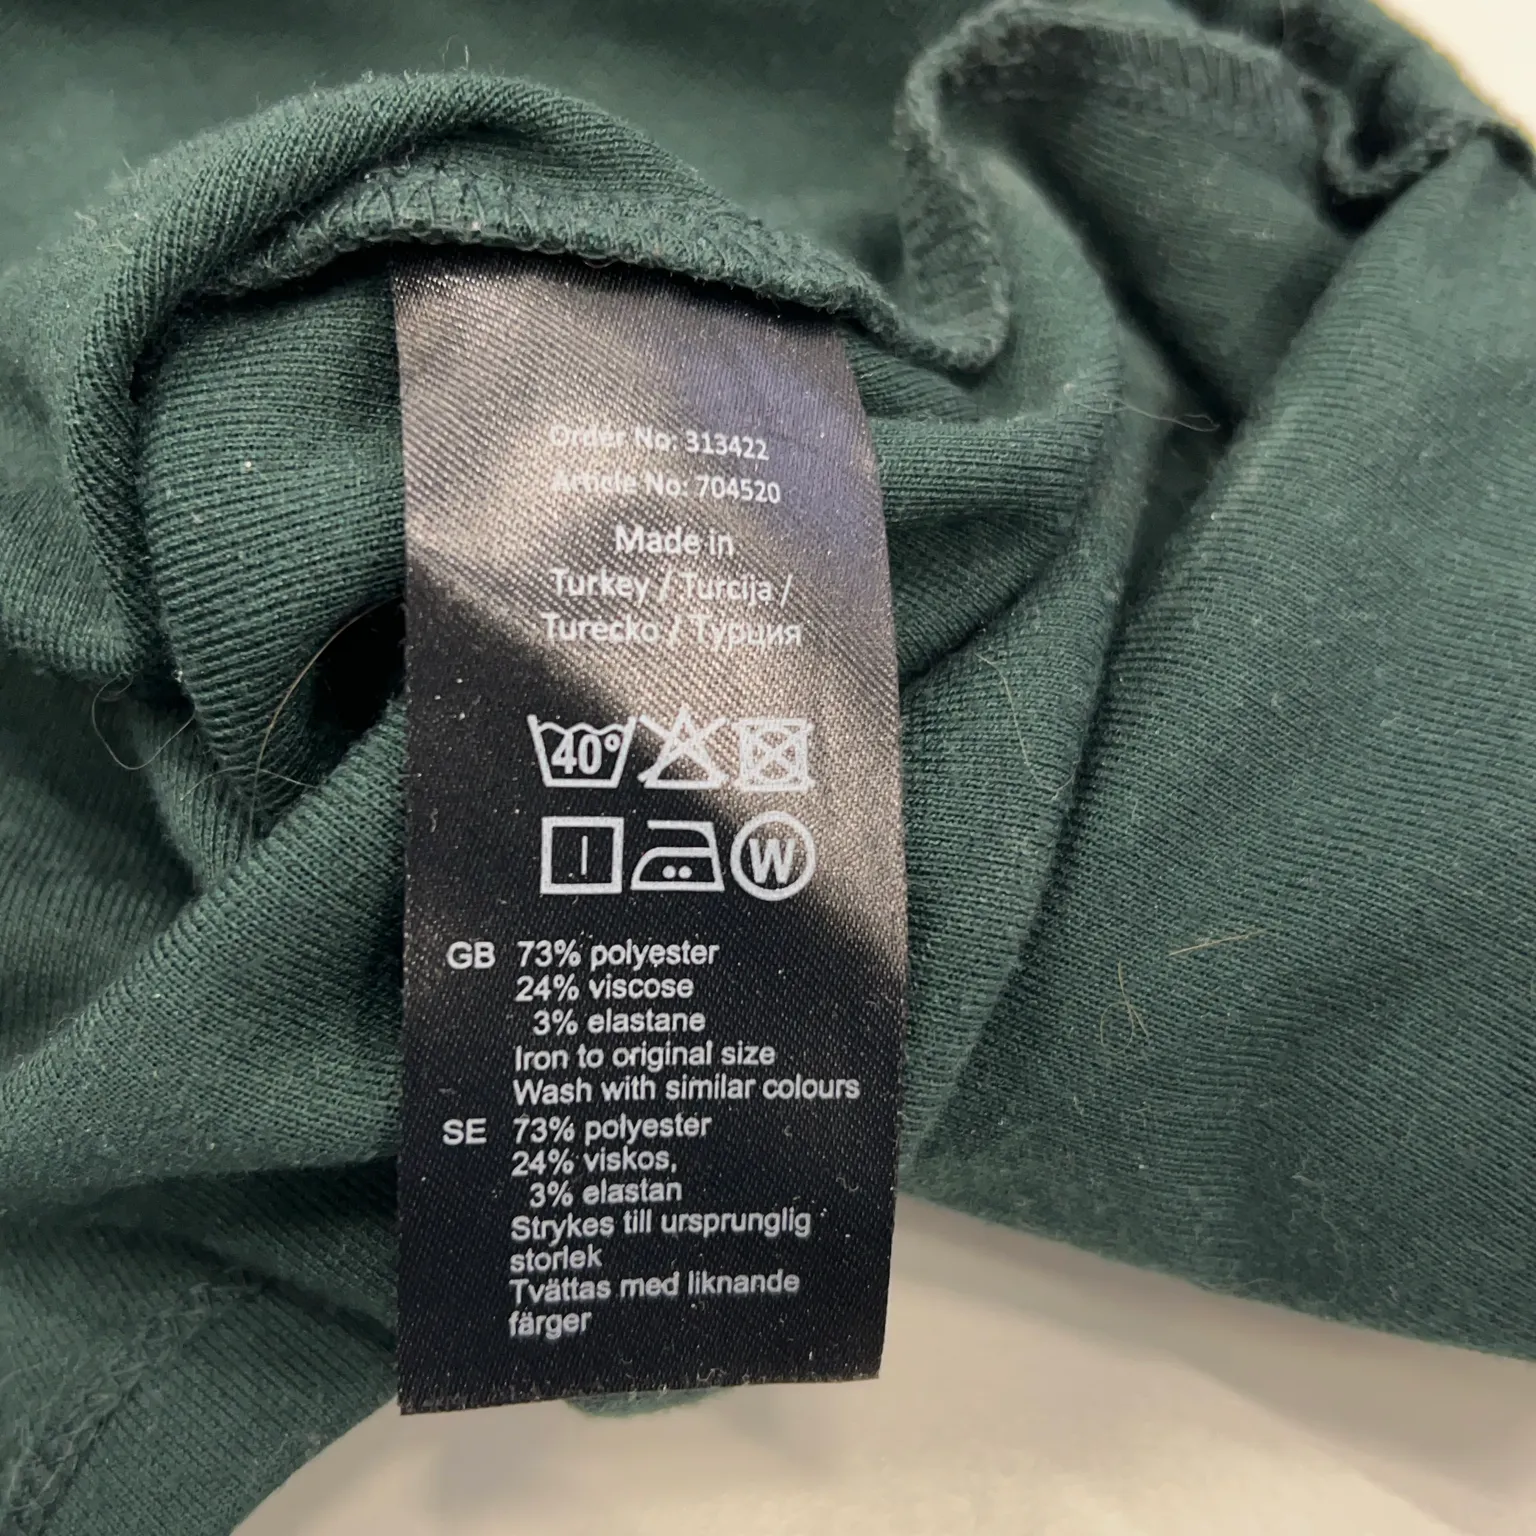 Order No: 313422
Article No: 704520
Made in
Turkey / Turcija /
Turecko / Турция
40°
W
GB 73% polyester
24% viscose
3% elastane
Iron to original size
Wash with similar colours
SE 73% polyester
24% viskos,
3% elastan
Strykes till ursprunglig
storlek
Tvättas med liknande
färger